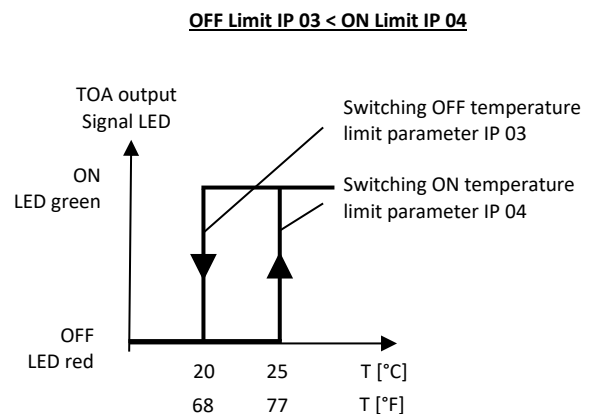 OFF Limit IP 03 < ON Limit IP 04
TOA output
Signal LED
Switching OFF temperature
limit parameter IP 03
ON
LED green
Switching ON temperature
limit parameter IP 04
OFF
LED red
20 25 T [°C]
68 77 T [°F]